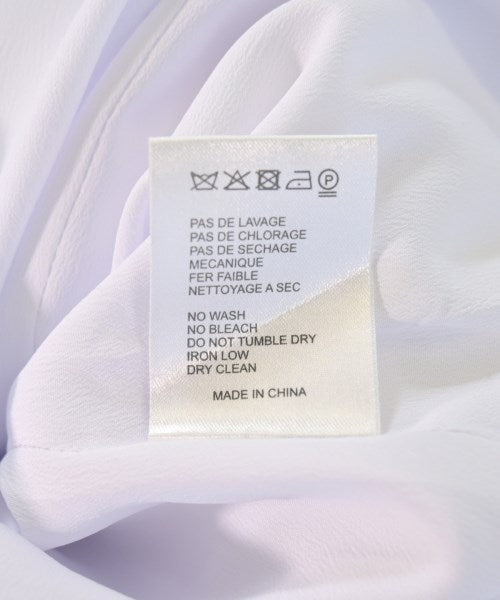 P
PAS DE LAVAGE
PAS DE CHLORAGE
PAS DE SECHAGE
MECANIQUE
FER FAIBLE
NETTOYAGE A SEC
NO WASH
NO BLEACH
DO NOT TUMBLE DRY
IRON LOW
DRY CLEAN
MADE IN CHINA